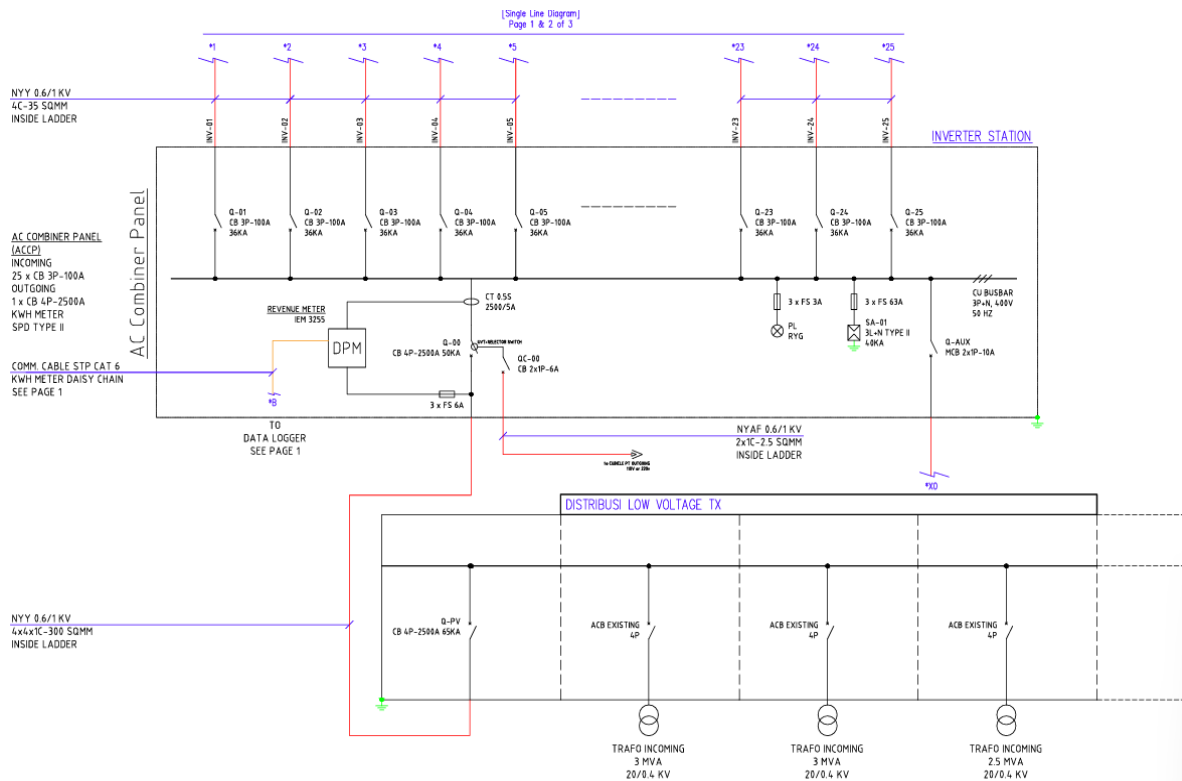 [Single Line Diagram]
Page 1 & 2 of 3
*1
*2
*3
*4
*5
*23
*24
*25
NYY 0.6/1 KV
4C-35 SQMM
INSIDE LADDER
INV-01
INV-02
INV-03
INV-04
INV-05
INV-23
INV-24
INV-25
INVERTER STATION
AC Combiner Panel
Q-01
CB 3P-100A
36KA
Q-02
CB 3P-100A
36KA
Q-03
CB 3P-100A
36KA
Q-04
CB 3P-100A
36KA
Q-05
CB 3P-100A
36KA
Q-23
CB 3P-100A
36KA
Q-24
CB 3P-100A
36KA
Q-25
CB 3P-100A
36KA
AC COMBINER PANEL
(ACCP)
INCOMING
25 x CB 3P-100A
OUTGOING
1 x CB 4P-2500A
KWH METER
SPD TYPE II
REVENUE METER
IEM 3255
DPM
CT 0.5S
2500/5A
Q-00
CB 4P-2500A 50KA
AVT+SELECTOR SWITCH
QC-00
CB 2x1P-6A
3 x FS 6A
3 x FS 3A
PL
RYG
3 x FS 63A
SA-01
3L+N TYPE II
40KA
Q-AUX
MCB 2x1P-10A
CU BUSBAR
3P+N, 400V
50 HZ
COMM. CABLE STP CAT 6
KWH METER DAISY CHAIN
SEE PAGE 1
*B
TO
DATA LOGGER
SEE PAGE 1
NYAF 0.6/1 KV
2x1C-2.5 SQMM
INSIDE LADDER
to CUBICLE PT OUTGOING
*XO
DISTRIBUSI LOW VOLTAGE TX
NYY 0.6/1 KV
4x4x1C-300 SQMM
INSIDE LADDER
Q-PV
CB 4P-2500A 65KA
ACB EXISTING
4P
ACB EXISTING
4P
ACB EXISTING
4P
TRAFO INCOMING
3 MVA
20/0.4 KV
TRAFO INCOMING
3 MVA
20/0.4 KV
TRAFO INCOMING
2.5 MVA
20/0.4 KV